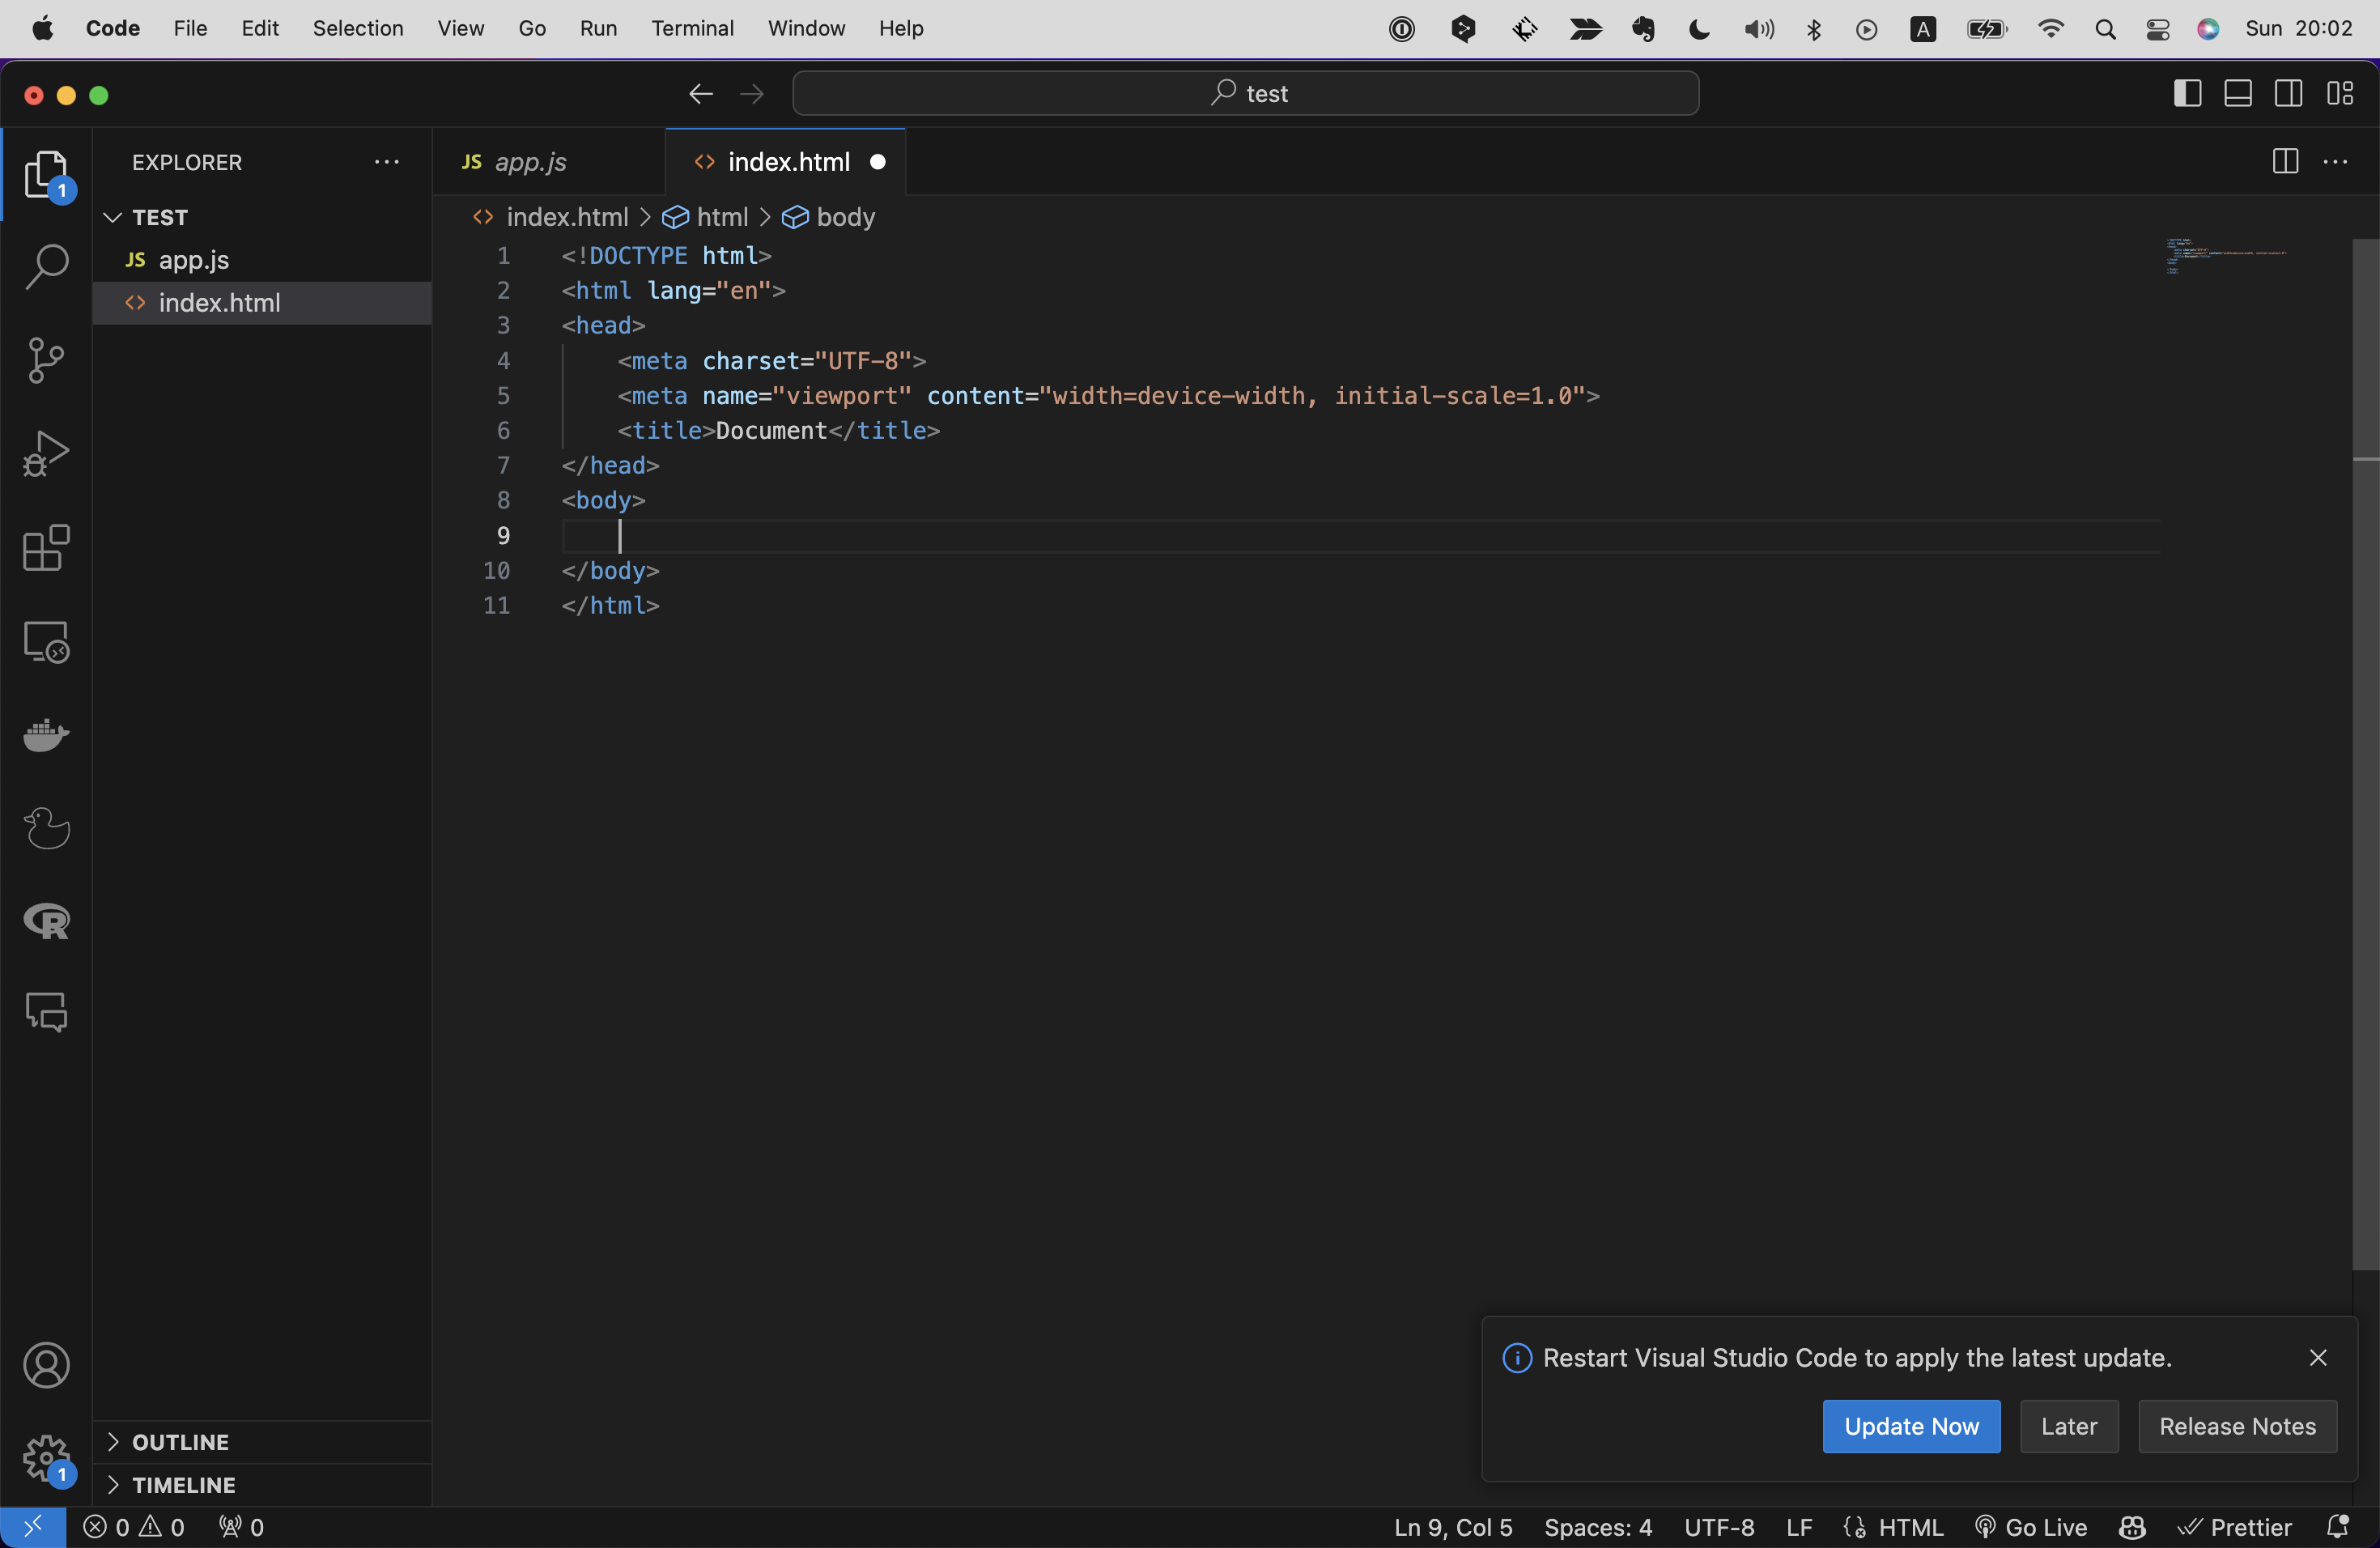 Code File Edit Selection View Go Run Terminal Window Help A Sun 20:02
test
EXPLORER
TEST
JS app.js
index.html
1
JS app.js index.html
index.html > html > body
1 <!DOCTYPE html>
2 <html lang="en">
3 <head>
4 <meta charset="UTF-8">
5 <meta name="viewport" content="width=device-width, initial-scale=1.0">
6 <title>Document</title>
7 </head>
8 <body>
9
10 </body>
11 </html>
R
Restart Visual Studio Code to apply the latest update.
Update Now Later Release Notes
1
OUTLINE
TIMELINE
0 0 0 Ln 9, Col 5 Spaces: 4 UTF-8 LF HTML Go Live Prettier